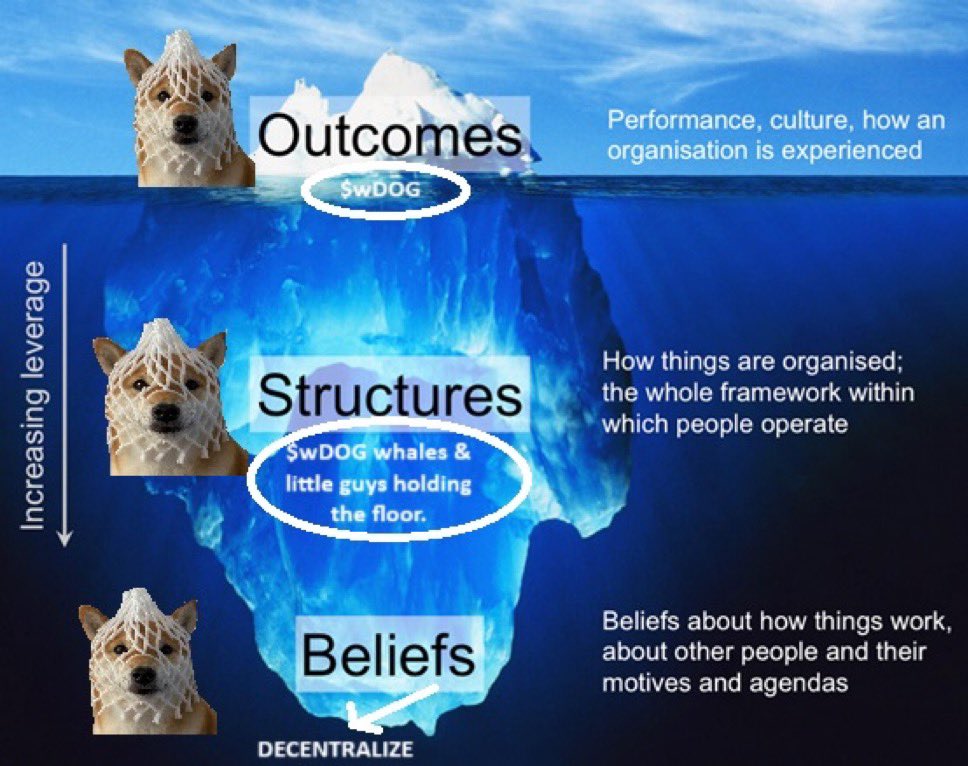 Outcomes
Performance, culture, how an
organisation is experienced
$wDOG
Increasing leverage
Structures
How things are organised;
the whole framework within
which people operate
$wDOG whales &
little guys holding
the floor.
Beliefs
Beliefs about how things work,
about other people and their
motives and agendas
DECENTRALIZE